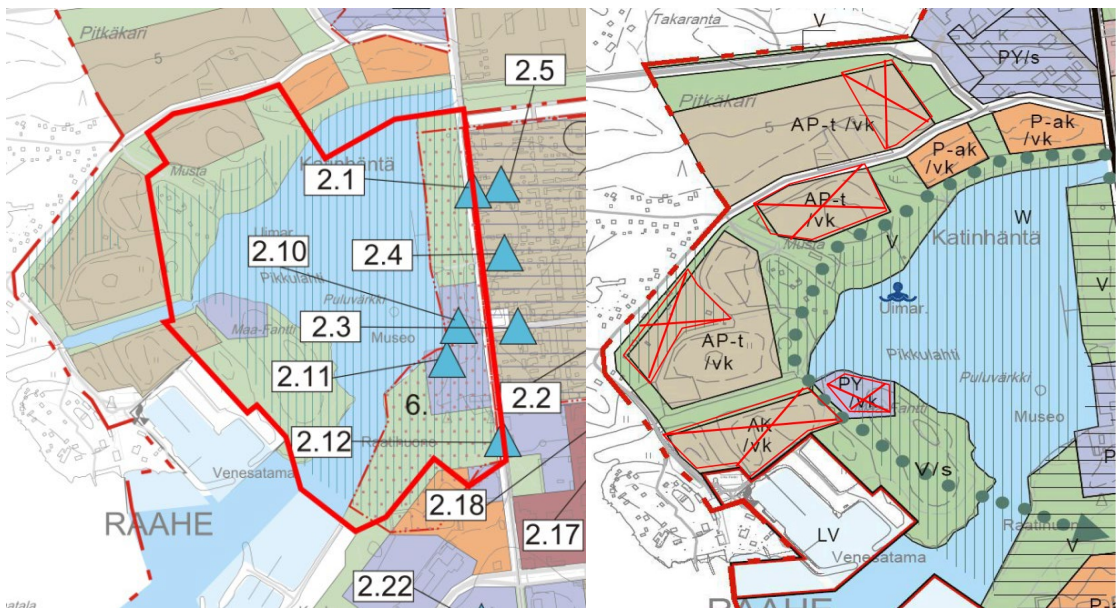 Pitkäkari
5
2.5
Katinhäntä
Musta
2.1
Uimar.
2.10
2.4
Pikkulahti
Puluvärkki
2.3
Maa-Fantti
Museo
2.11
2.2
6.
2.12
Raatihuone
Venesatama
2.18
RAAHE
2.17
2.22
Takaranta
V
K
PY/s
Pitkäkari
5
AP-t /vk
P-ak
/vk
P-ak
/vk
AP-t
/vk
W
Musta
V
Katinhäntä
V
Uimar.
AP-t
/vk
Pikkulahti
Puluvärkki
PY
/vk
Museo
AK
/vk
V/s
P
LV
Venesatama
V
RAAHE